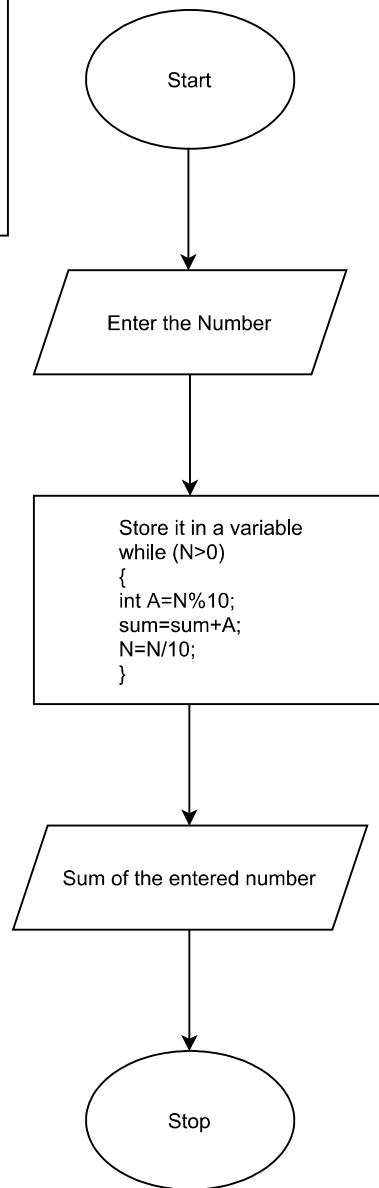 Start
Enter the Number
Store it in a variable
while (N>0)
{
int A=N%10;
sum=sum+A;
N=N/10;
}
Sum of the entered number
Stop